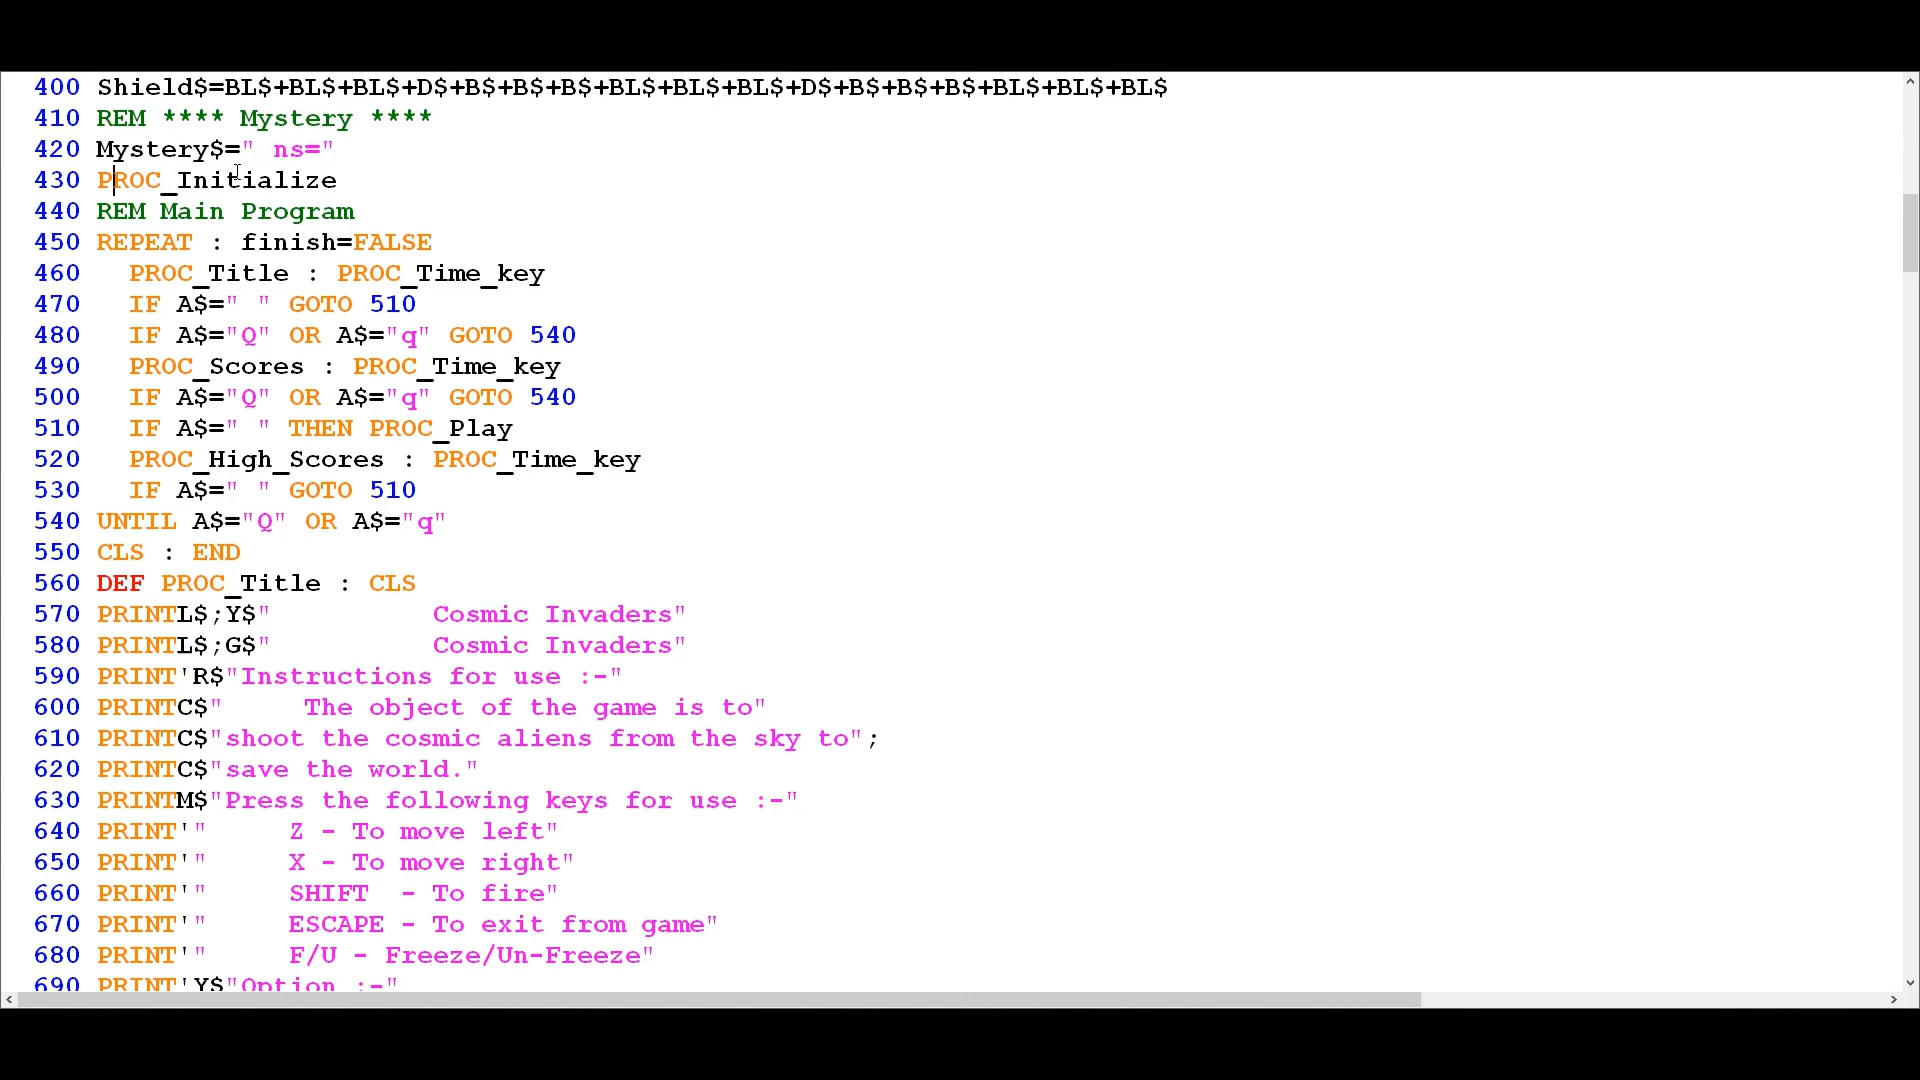 400 Shield$=BL$+BL$+BL$+D$+B$+B$+B$+BL$+BL$+BL$+D$+B$+B$+B$+BL$+BL$+BL$
410 REM **** Mystery ****
420 Mystery$=" ns="
430 PROC_Initialize
440 REM Main Program
450 REPEAT : finish=FALSE
460   PROC_Title : PROC_Time_key
470   IF A$=" " GOTO 510
480   IF A$="Q" OR A$="q" GOTO 540
490   PROC_Scores : PROC_Time_key
500   IF A$="Q" OR A$="q" GOTO 540
510   IF A$=" " THEN PROC_Play
520   PROC_High_Scores : PROC_Time_key
530   IF A$=" " GOTO 510
540 UNTIL A$="Q" OR A$="q"
550 CLS : END
560 DEF PROC_Title : CLS
570 PRINTL$;Y$"          Cosmic Invaders"
580 PRINTL$;G$"          Cosmic Invaders"
590 PRINT'R$"Instructions for use :-"
600 PRINTC$"     The object of the game is to"
610 PRINTC$"shoot the cosmic aliens from the sky to";
620 PRINTC$"save the world."
630 PRINTM$"Press the following keys for use :-"
640 PRINT'"     Z - To move left"
650 PRINT'"     X - To move right"
660 PRINT'"     SHIFT  - To fire"
670 PRINT'"     ESCAPE - To exit from game"
680 PRINT'"     F/U - Freeze/Un-Freeze"
690 PRINT'Y$"Option :-"